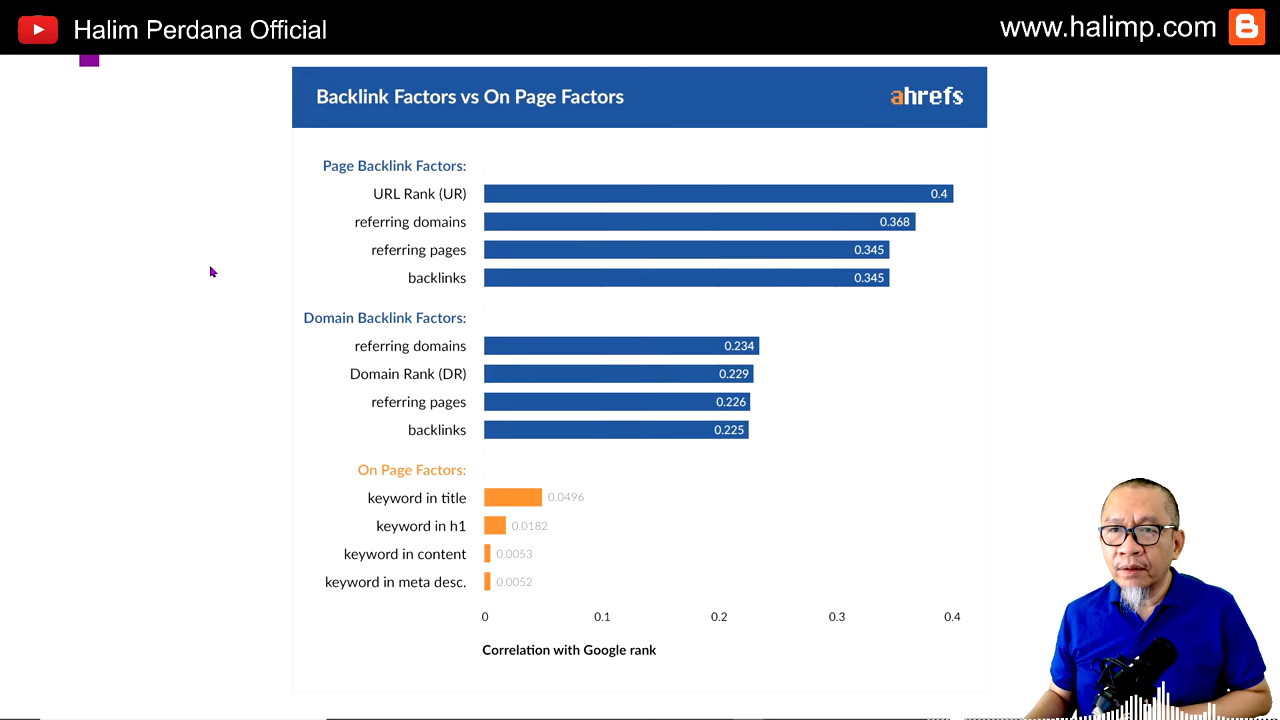 Halim Perdana Official
www.halimp.com
Backlink Factors vs On Page Factors
ahrefs
Page Backlink Factors:
URL Rank (UR) 0.4
referring domains 0.368
referring pages 0.345
backlinks 0.345
Domain Backlink Factors:
referring domains 0.234
Domain Rank (DR) 0.229
referring pages 0.226
backlinks 0.225
On Page Factors:
keyword in title 0.0496
keyword in h1 0.0182
keyword in content 0.0053
keyword in meta desc. 0.0052
0 0.1 0.2 0.3 0.4
Correlation with Google rank